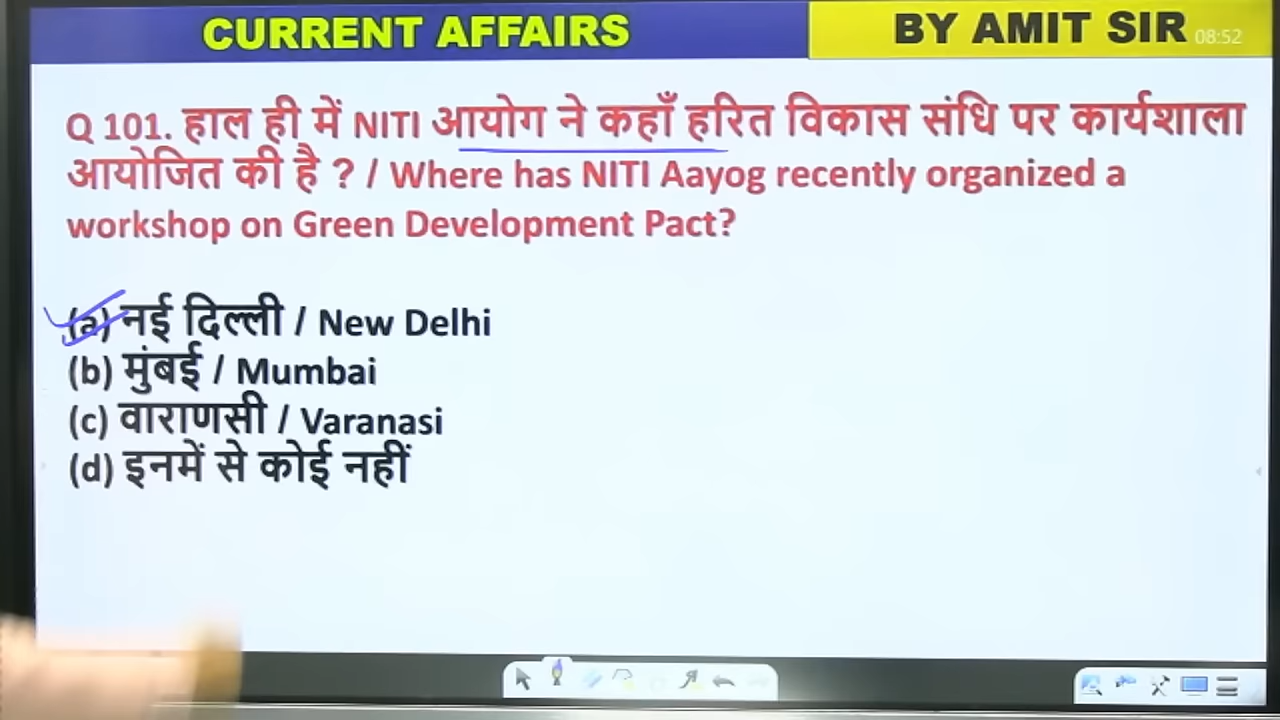 CURRENT AFFAIRS
BY AMIT SIR
08:52
Q 101. हाल ही में NITI आयोग ने कहाँ हरित विकास संधि पर कार्यशाला
आयोजित की है ? / Where has NITI Aayog recently organized a
workshop on Green Development Pact?
(a) नई दिल्ली / New Delhi
(b) मुंबई / Mumbai
(c) वाराणसी / Varanasi
(d) इनमें से कोई नहीं